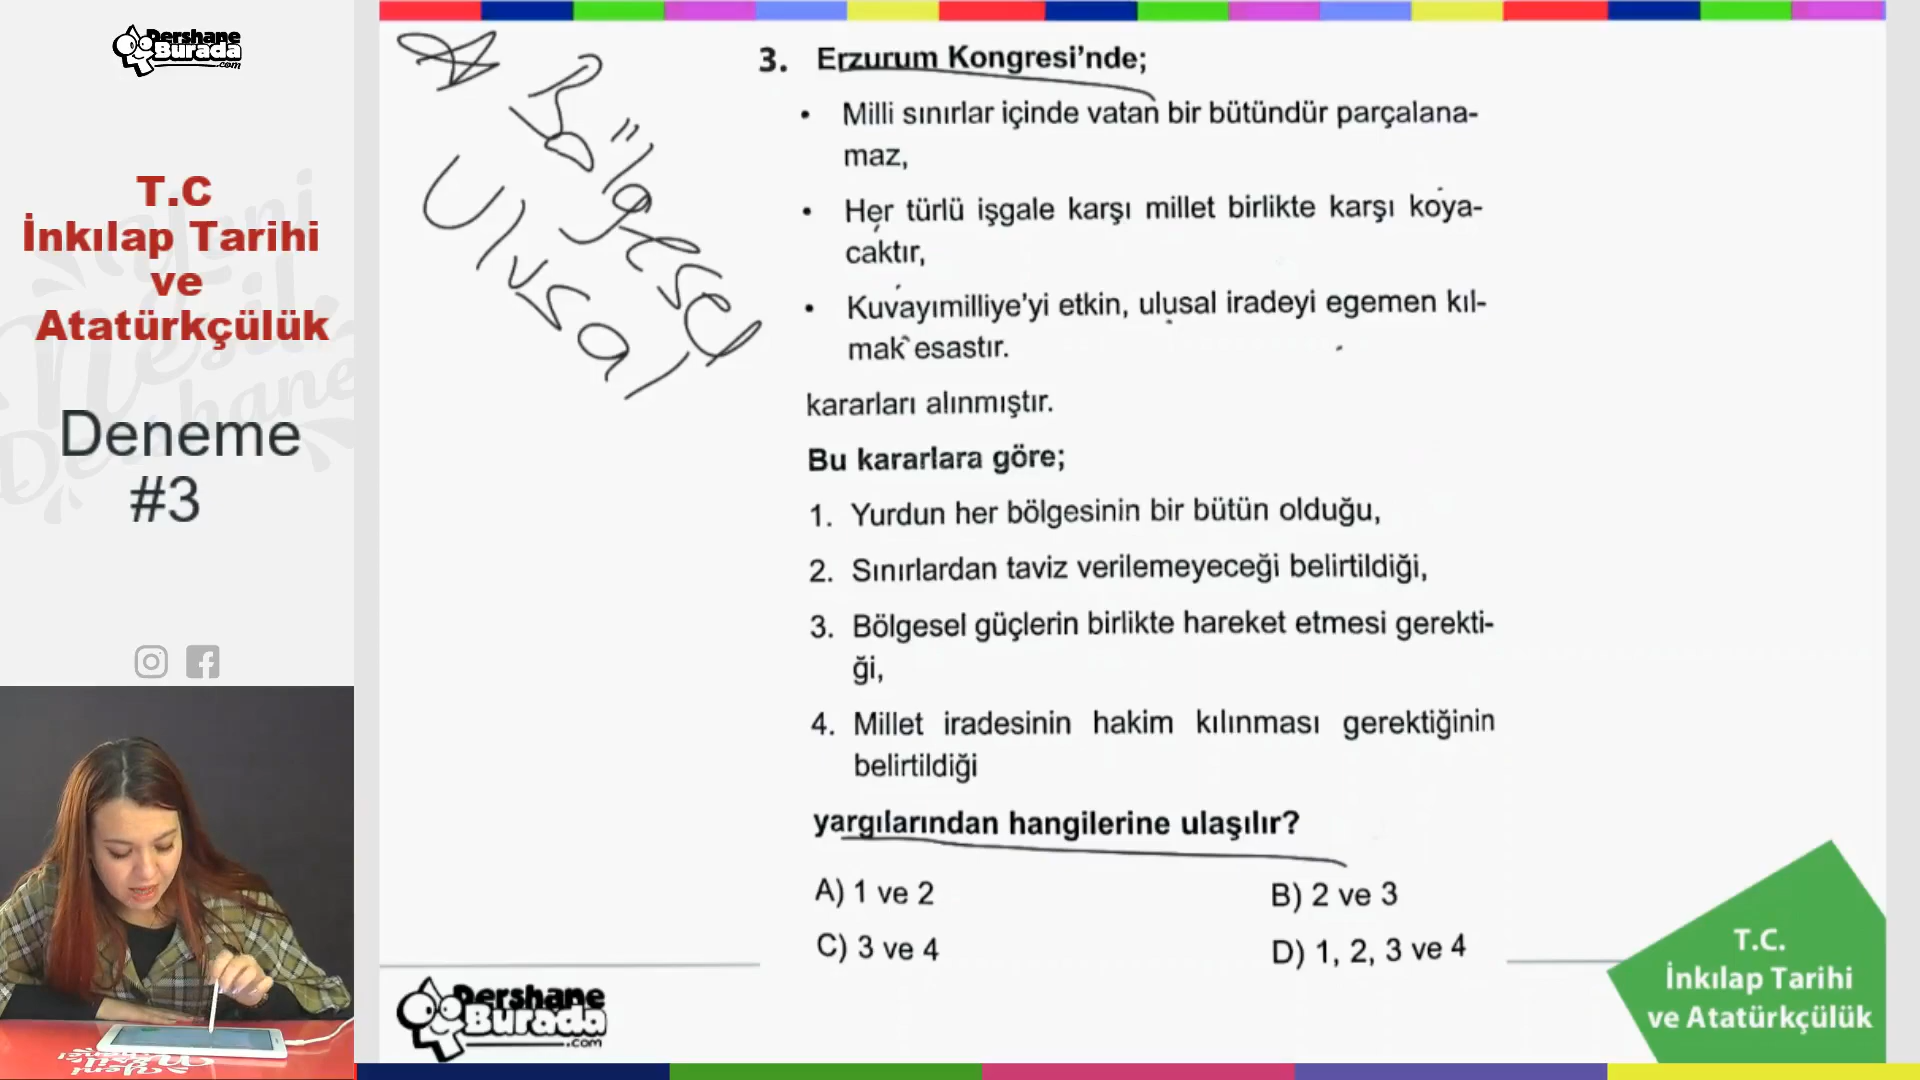 Dershane
Burada
.com
T.C
İnkılap Tarihi
ve
Atatürkçülük
Deneme
#3
Bölgesel
Ulusal
3. Erzurum Kongresi'nde;
• Milli sınırlar içinde vatan bir bütündür parçalana-
maz,
• Her türlü işgale karşı millet birlikte karşı koya-
caktır,
• Kuvayımilliye'yi etkin, ulusal iradeyi egemen kıl-
mak esastır.
kararları alınmıştır.
Bu kararlara göre;
1. Yurdun her bölgesinin bir bütün olduğu,
2. Sınırlardan taviz verilemeyeceği belirtildiği,
3. Bölgesel güçlerin birlikte hareket etmesi gerekti-
ği,
4. Millet iradesinin hakim kılınması gerektiğinin
belirtildiği
yargılarından hangilerine ulaşılır?
A) 1 ve 2
B) 2 ve 3
C) 3 ve 4
D) 1, 2, 3 ve 4
Dershane
Burada
.com
T.C.
İnkılap Tarihi
ve Atatürkçülük